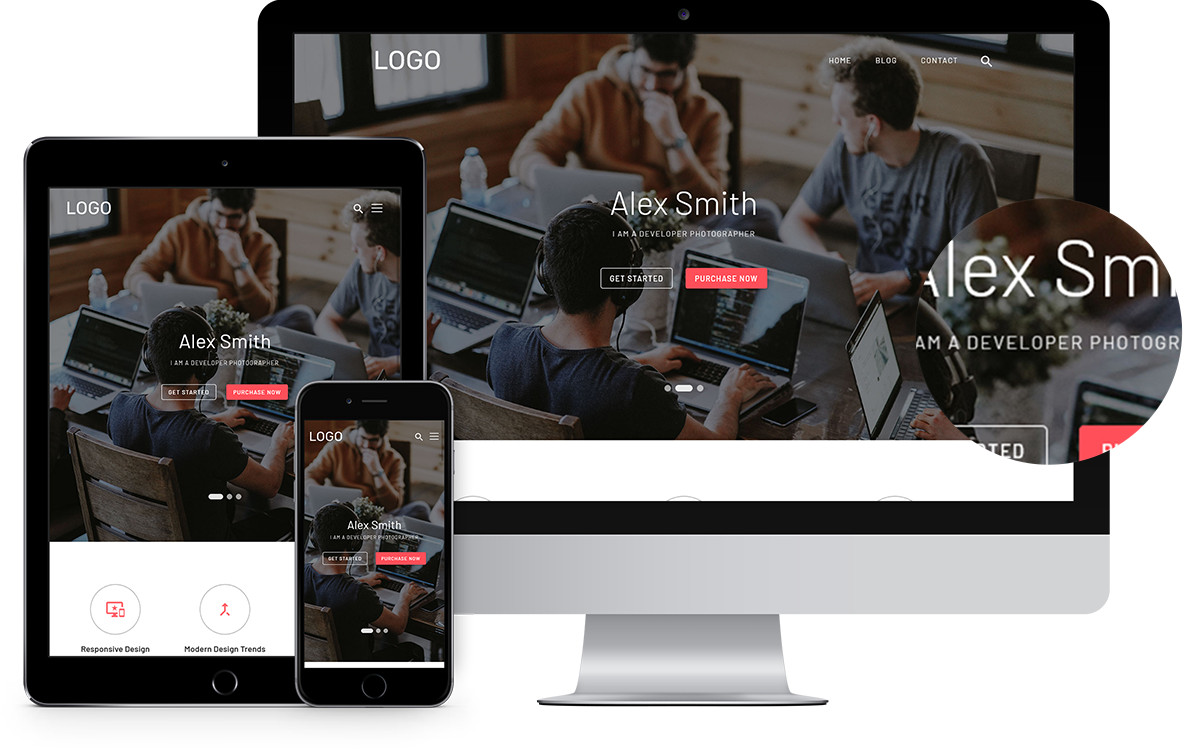 LOGO
HOME BLOG CONTACT
Alex Smith
I AM A DEVELOPER PHOTOGRAPHER
GET STARTED PURCHASE NOW
LOGO
Alex Smith
I AM A DEVELOPER PHOTOGRAPHER
GET STARTED PURCHASE NOW
Responsive Design Modern Design Trends
LOGO
Alex Smith
I AM A DEVELOPER PHOTOGRAPHER
GET STARTED PURCHASE NOW
Alex Sm
AM A DEVELOPER PHOTOGR
TED